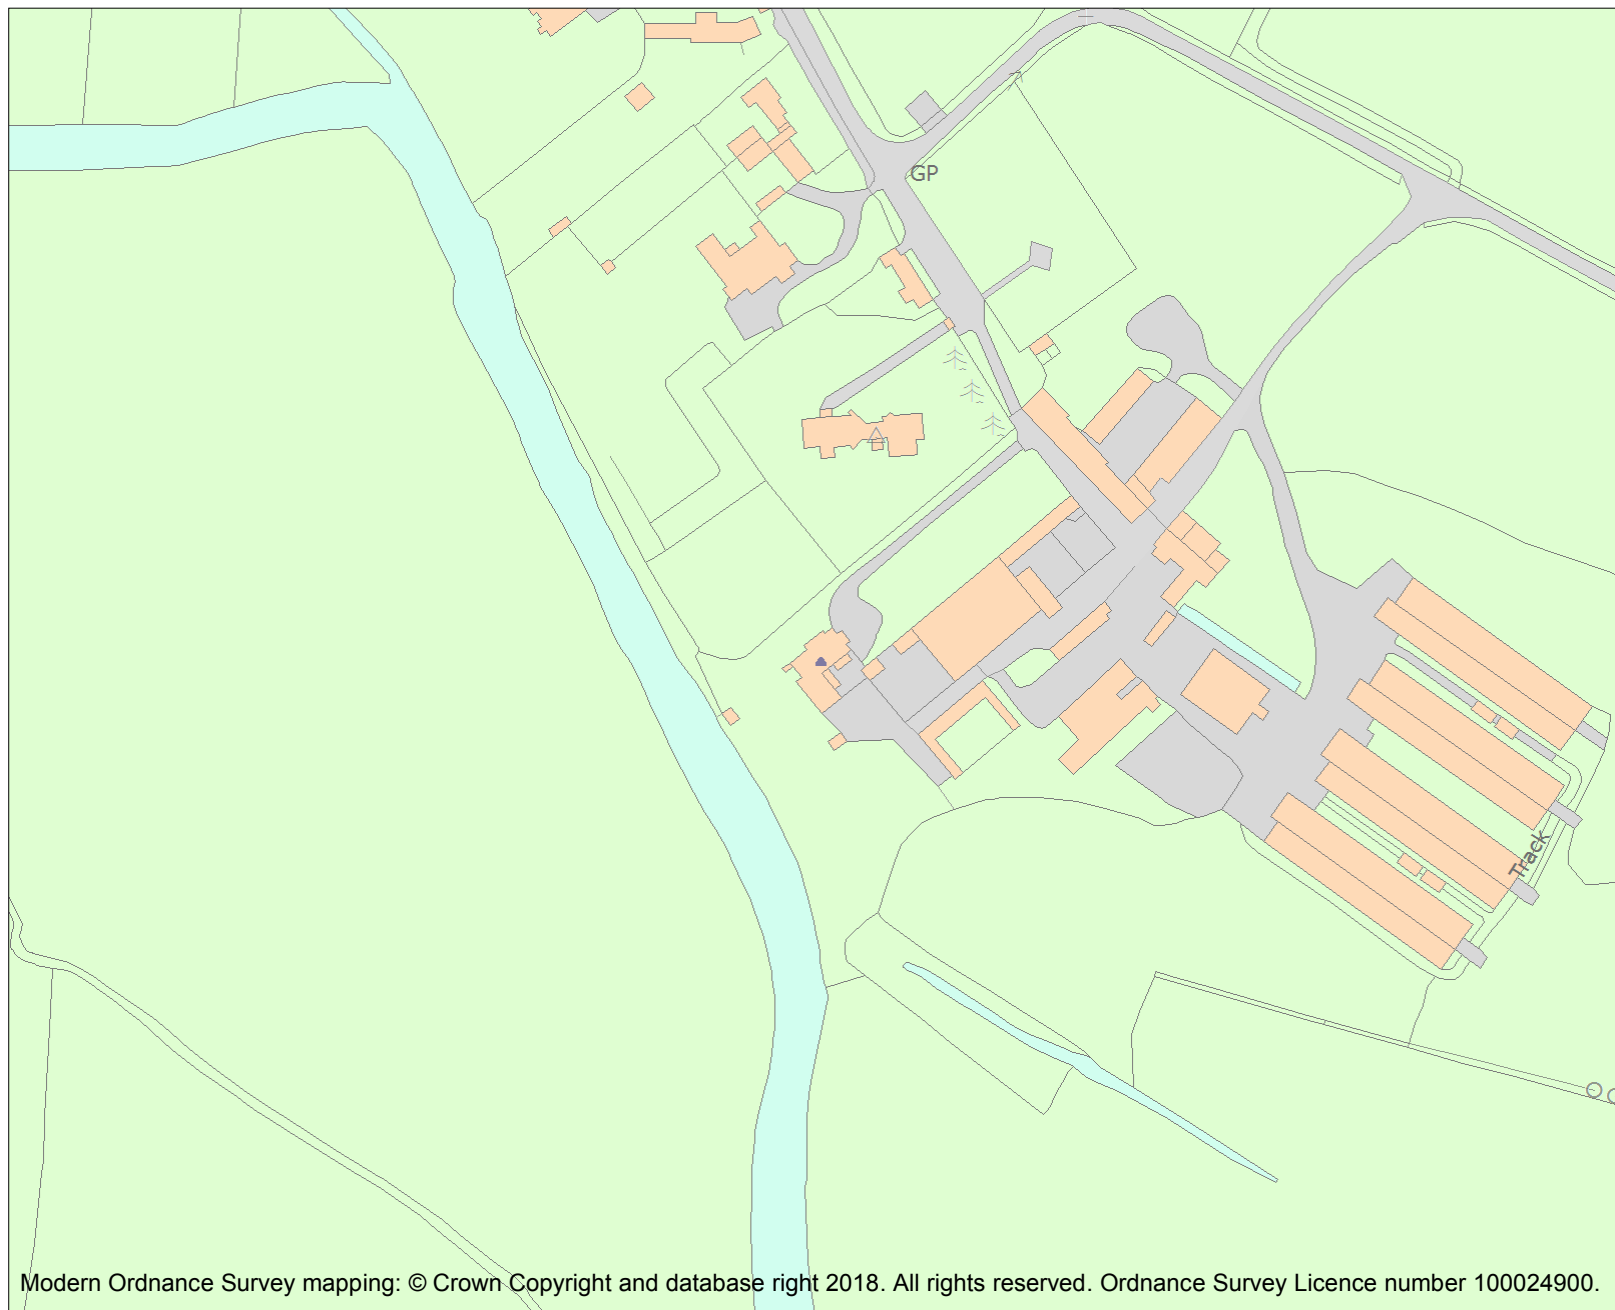 GP
Track
Modern Ordnance Survey mapping: © Crown Copyright and database right 2018. All rights reserved. Ordnance Survey Licence number 100024900.